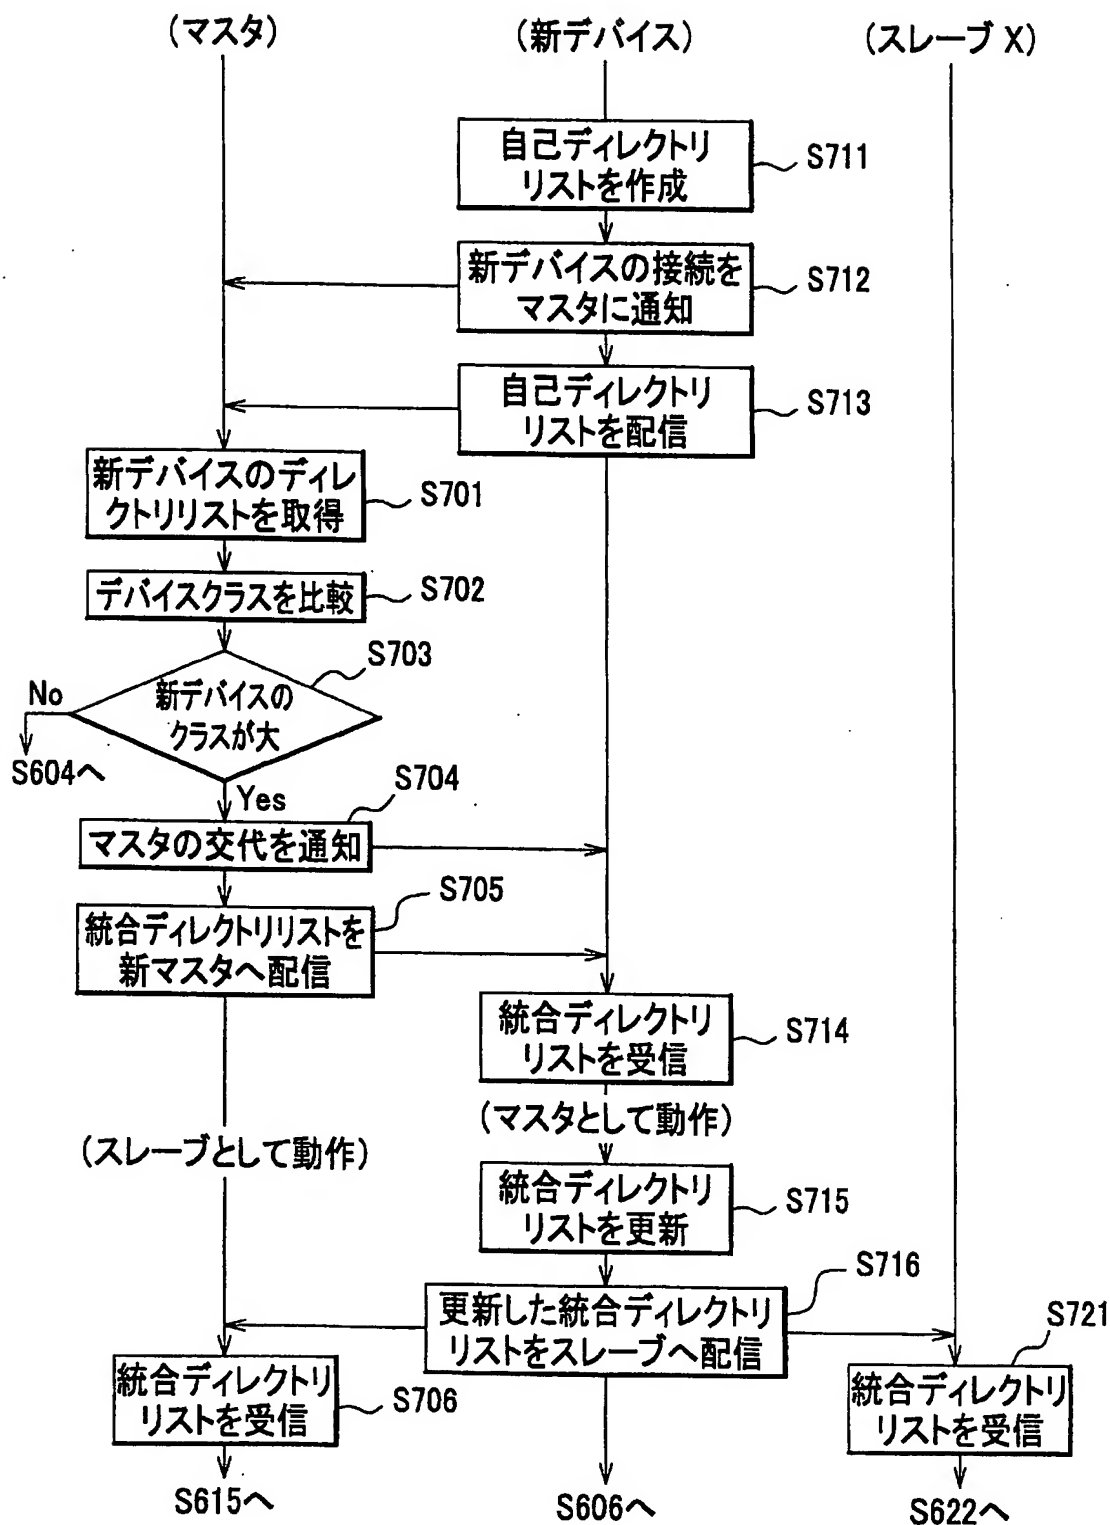 (マスタ)
(新デバイス)
(スレーブ X)
自己ディレクトリ
リストを作成
S711
新デバイスの接続を
マスタに通知
S712
自己ディレクトリ
リストを配信
S713
新デバイスのディレ
クトリリストを取得
S701
デバイスクラスを比較
S702
新デバイスの
クラスが大
S703
No
S604へ
Yes
マスタの交代を通知
S704
統合ディレクトリリストを
新マスタへ配信
S705
統合ディレクトリ
リストを受信
S714
(マスタとして動作)
(スレーブとして動作)
統合ディレクトリ
リストを更新
S715
更新した統合ディレクトリ
リストをスレーブへ配信
S716
統合ディレクトリ
リストを受信
S706
統合ディレクトリ
リストを受信
S721
S615へ
S606へ
S622へ